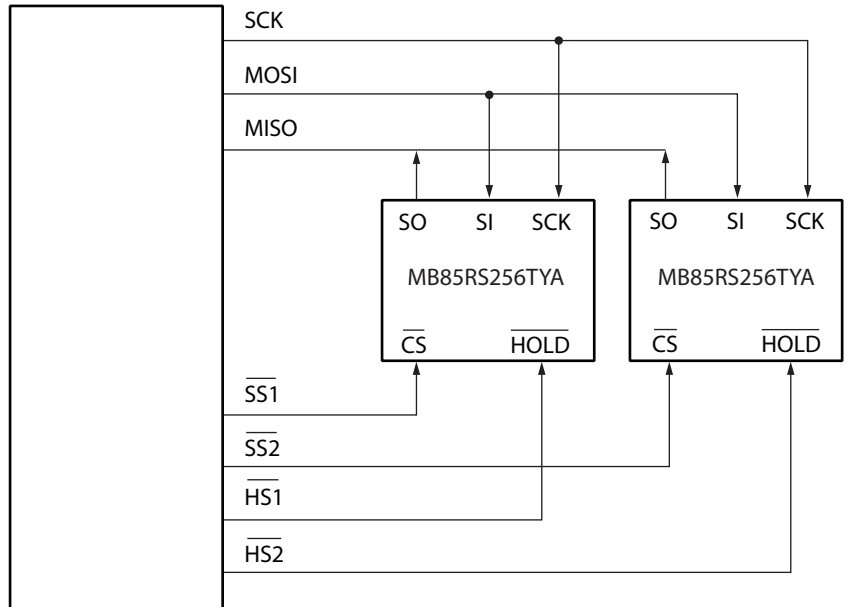 SCK
MOSI
MISO
SO SI SCK
MB85RS256TYA
CS HOLD
SO SI SCK
MB85RS256TYA
CS HOLD
SS1
SS2
HS1
HS2